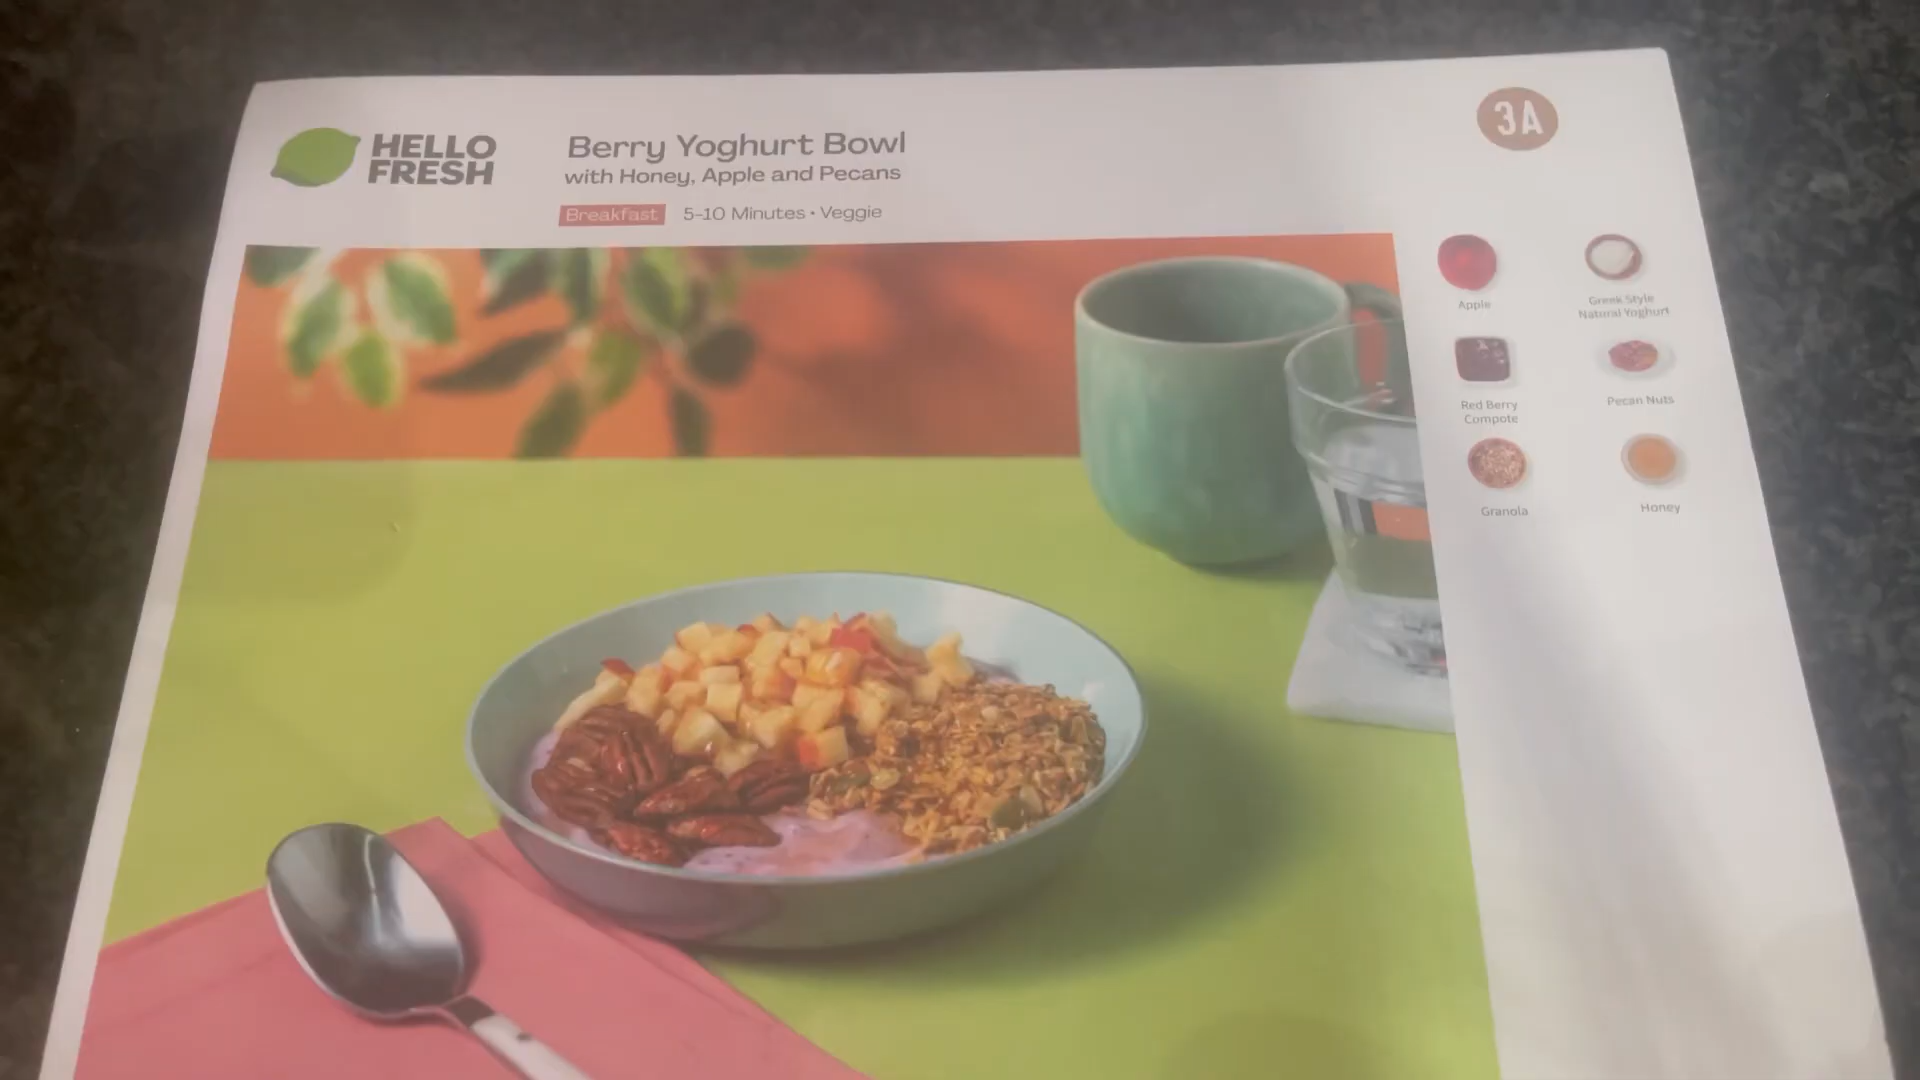 HELLO
FRESH
Berry Yoghurt Bowl
with Honey, Apple and Pecans
Breakfast 5-10 Minutes • Veggie
3A
Apple
Greek Style
Natural Yoghurt
Red Berry
Compote
Pecan Nuts
Granola
Honey